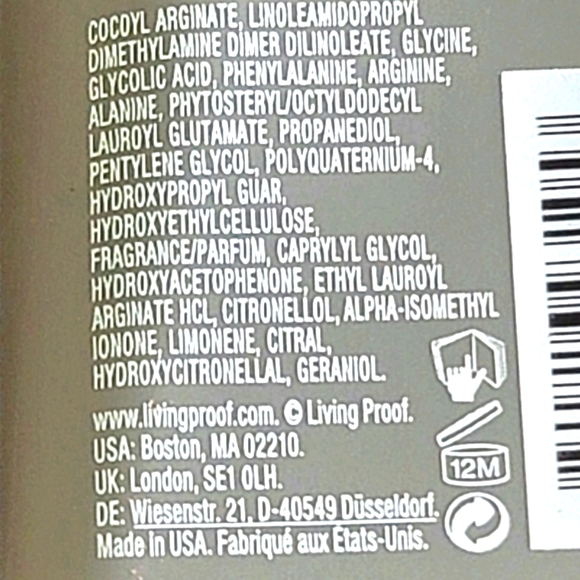 COCOYL ARGINATE, LINOLEAMIDOPROPYL
DIMETHYLAMINE DIMER DILINOLEATE, GLYCINE,
GLYCOLIC ACID, PHENYLALANINE, ARGININE,
ALANINE, PHYTOSTERYL/OCTYLDODECYL
LAUROYL GLUTAMATE, PROPANEDIOL,
PENTYLENE GLYCOL, POLYQUATERNIUM-4,
HYDROXYPROPYL GUAR,
HYDROXYETHYLCELLULOSE,
FRAGRANCE/PARFUM, CAPRYLYL GLYCOL,
HYDROXYACETOPHENONE, ETHYL LAUROYL
ARGINATE HCL, CITRONELLOL, ALPHA-ISOMETHYL
IONONE, LIMONENE, CITRAL,
HYDROXYCITRONELLAL, GERANIOL.
www.livingproof.com. © Living Proof.
USA: Boston, MA 02210.
UK: London, SE1 0LH.
DE: Wiesenstr. 21, D-40549 Düsseldorf.
Made in USA. Fabriqué aux États-Unis.
12M